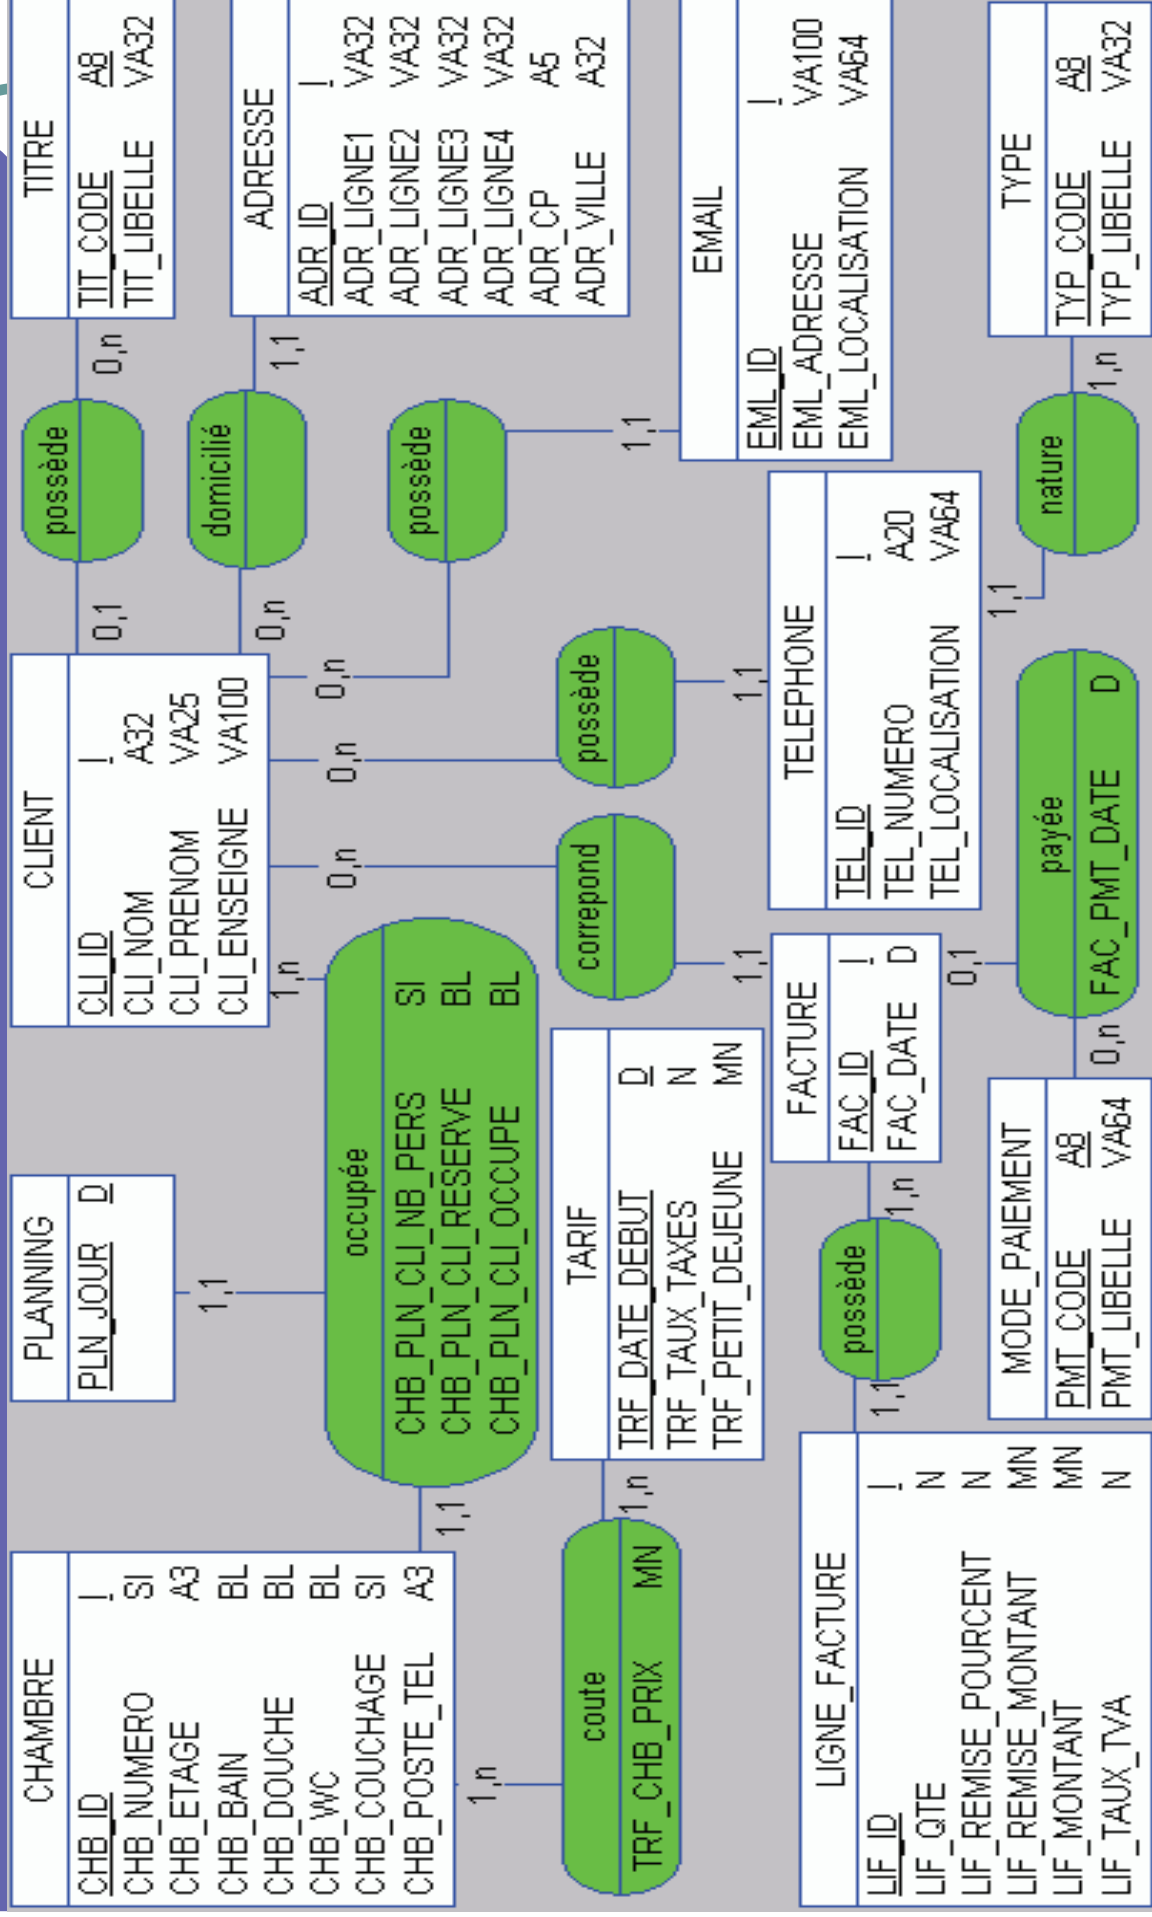 CHAMBRE
CHB_ID I
CHB_NUMERO SI
CHB_ETAGE A3
CHB_BAIN BL
CHB_DOUCHE BL
CHB_WC BL
CHB_COUCHAGE SI
CHB_POSTE_TEL A3
1,1
1,n
PLANNING
PLN_JOUR D
1,1
occupée
CHB_PLN_CLI_NB_PERS SI
CHB_PLN_CLI_RESERVE BL
CHB_PLN_CLI_OCCUPE BL
1,n
CLIENT
CLI_ID I
CLI_NOM A32
CLI_PRENOM VA25
CLI_ENSEIGNE VA100
0,1
possède
0,n
TITRE
TIT_CODE A8
TIT_LIBELLE VA32
0,n
domicilié
1,1
ADRESSE
ADR_ID I
ADR_LIGNE1 VA32
ADR_LIGNE2 VA32
ADR_LIGNE3 VA32
ADR_LIGNE4 VA32
ADR_CP A5
ADR_VILLE A32
0,n
possède
1,1
EMAIL
EML_ID I
EML_ADRESSE VA100
EML_LOCALISATION VA64
0,n
possède
1,1
TELEPHONE
TEL_ID I
TEL_NUMERO A20
TEL_LOCALISATION VA64
1,1
nature
1,n
TYPE
TYP_CODE A8
TYP_LIBELLE VA32
0,n
correpond
1,1
coute
TRF_CHB_PRIX MN
1,n
TARIF
TRF_DATE_DEBUT D
TRF_TAUX_TAXES N
TRF_PETIT_DEJEUNE MN
FACTURE
FAC_ID I
FAC_DATE D
0,1
payée
FAC_PMT_DATE D
0,n
MODE_PAIEMENT
PMT_CODE A8
PMT_LIBELLE VA64
1,n
possède
1,1
LIGNE_FACTURE
LIF_ID I
LIF_QTE N
LIF_REMISE_POURCENT N
LIF_REMISE_MONTANT MN
LIF_MONTANT MN
LIF_TAUX_TVA N